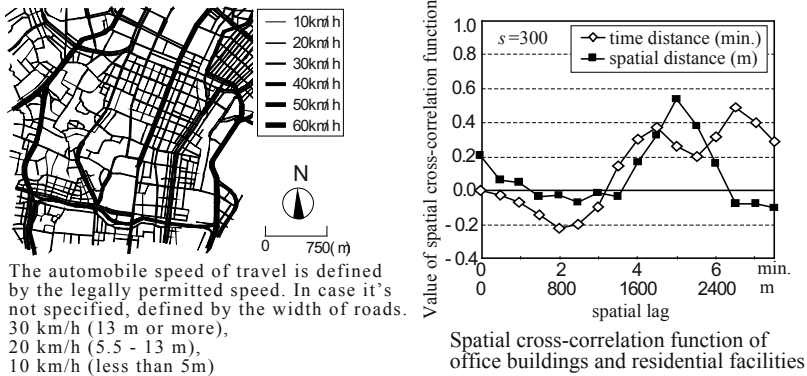 10km/h
20km/h
30km/h
40km/h
50km/h
60km/h
N
0 750(m)
The automobile speed of travel is defined
by the legally permitted speed. In case it's
not specified, defined by the width of roads.
30 km/h (13 m or more),
20 km/h (5.5 - 13 m),
10 km/h (less than 5m)
Value of spatial cross-correlation function
1.0
0.8
0.6
0.4
0.2
0.0
- 0.2
- 0.4
s=300
time distance (min.)
spatial distance (m)
0 2 4 6 min.
0 800 1600 2400 m
spatial lag
Spatial cross-correlation function of
office buildings and residential facilities